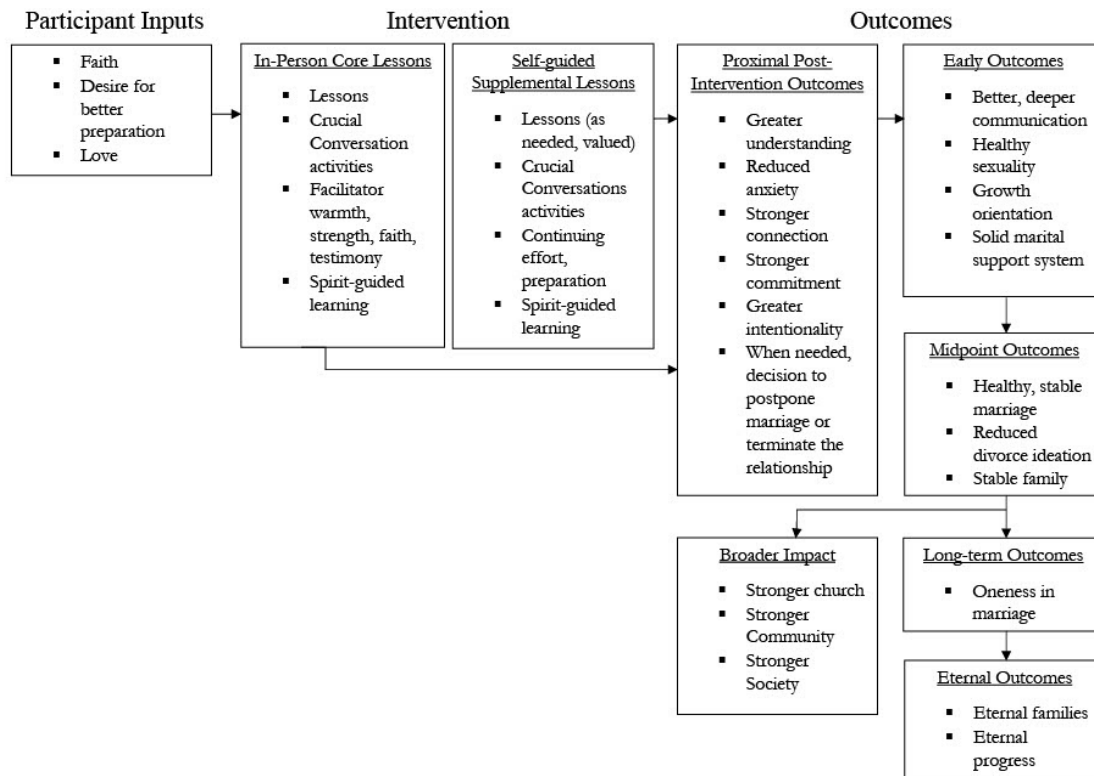 Participant Inputs
Faith
Desire for
better
preparation
Love
Intervention
In-Person Core Lessons
Lessons
Crucial
Conversation
activities
Facilitator
warmth,
strength, faith,
testimony
Spirit-guided
learning
Self-guided
Supplemental Lessons
Lessons (as
needed, valued)
Crucial
Conversations
activities
Continuing
effort,
preparation
Spirit-guided
learning
Outcomes
Proximal Post-
Intervention Outcomes
Greater
understanding
Reduced
anxiety
Stronger
connection
Stronger
commitment
Greater
intentionality
When needed,
decision to
postpone
marriage or
terminate the
relationship
Early Outcomes
Better, deeper
communication
Healthy
sexuality
Growth
orientation
Solid marital
support system
Midpoint Outcomes
Healthy, stable
marriage
Reduced
divorce ideation
Stable family
Broader Impact
Stronger church
Stronger
Community
Stronger
Society
Long-term Outcomes
Oneness in
marriage
Eternal Outcomes
Eternal families
Eternal
progress